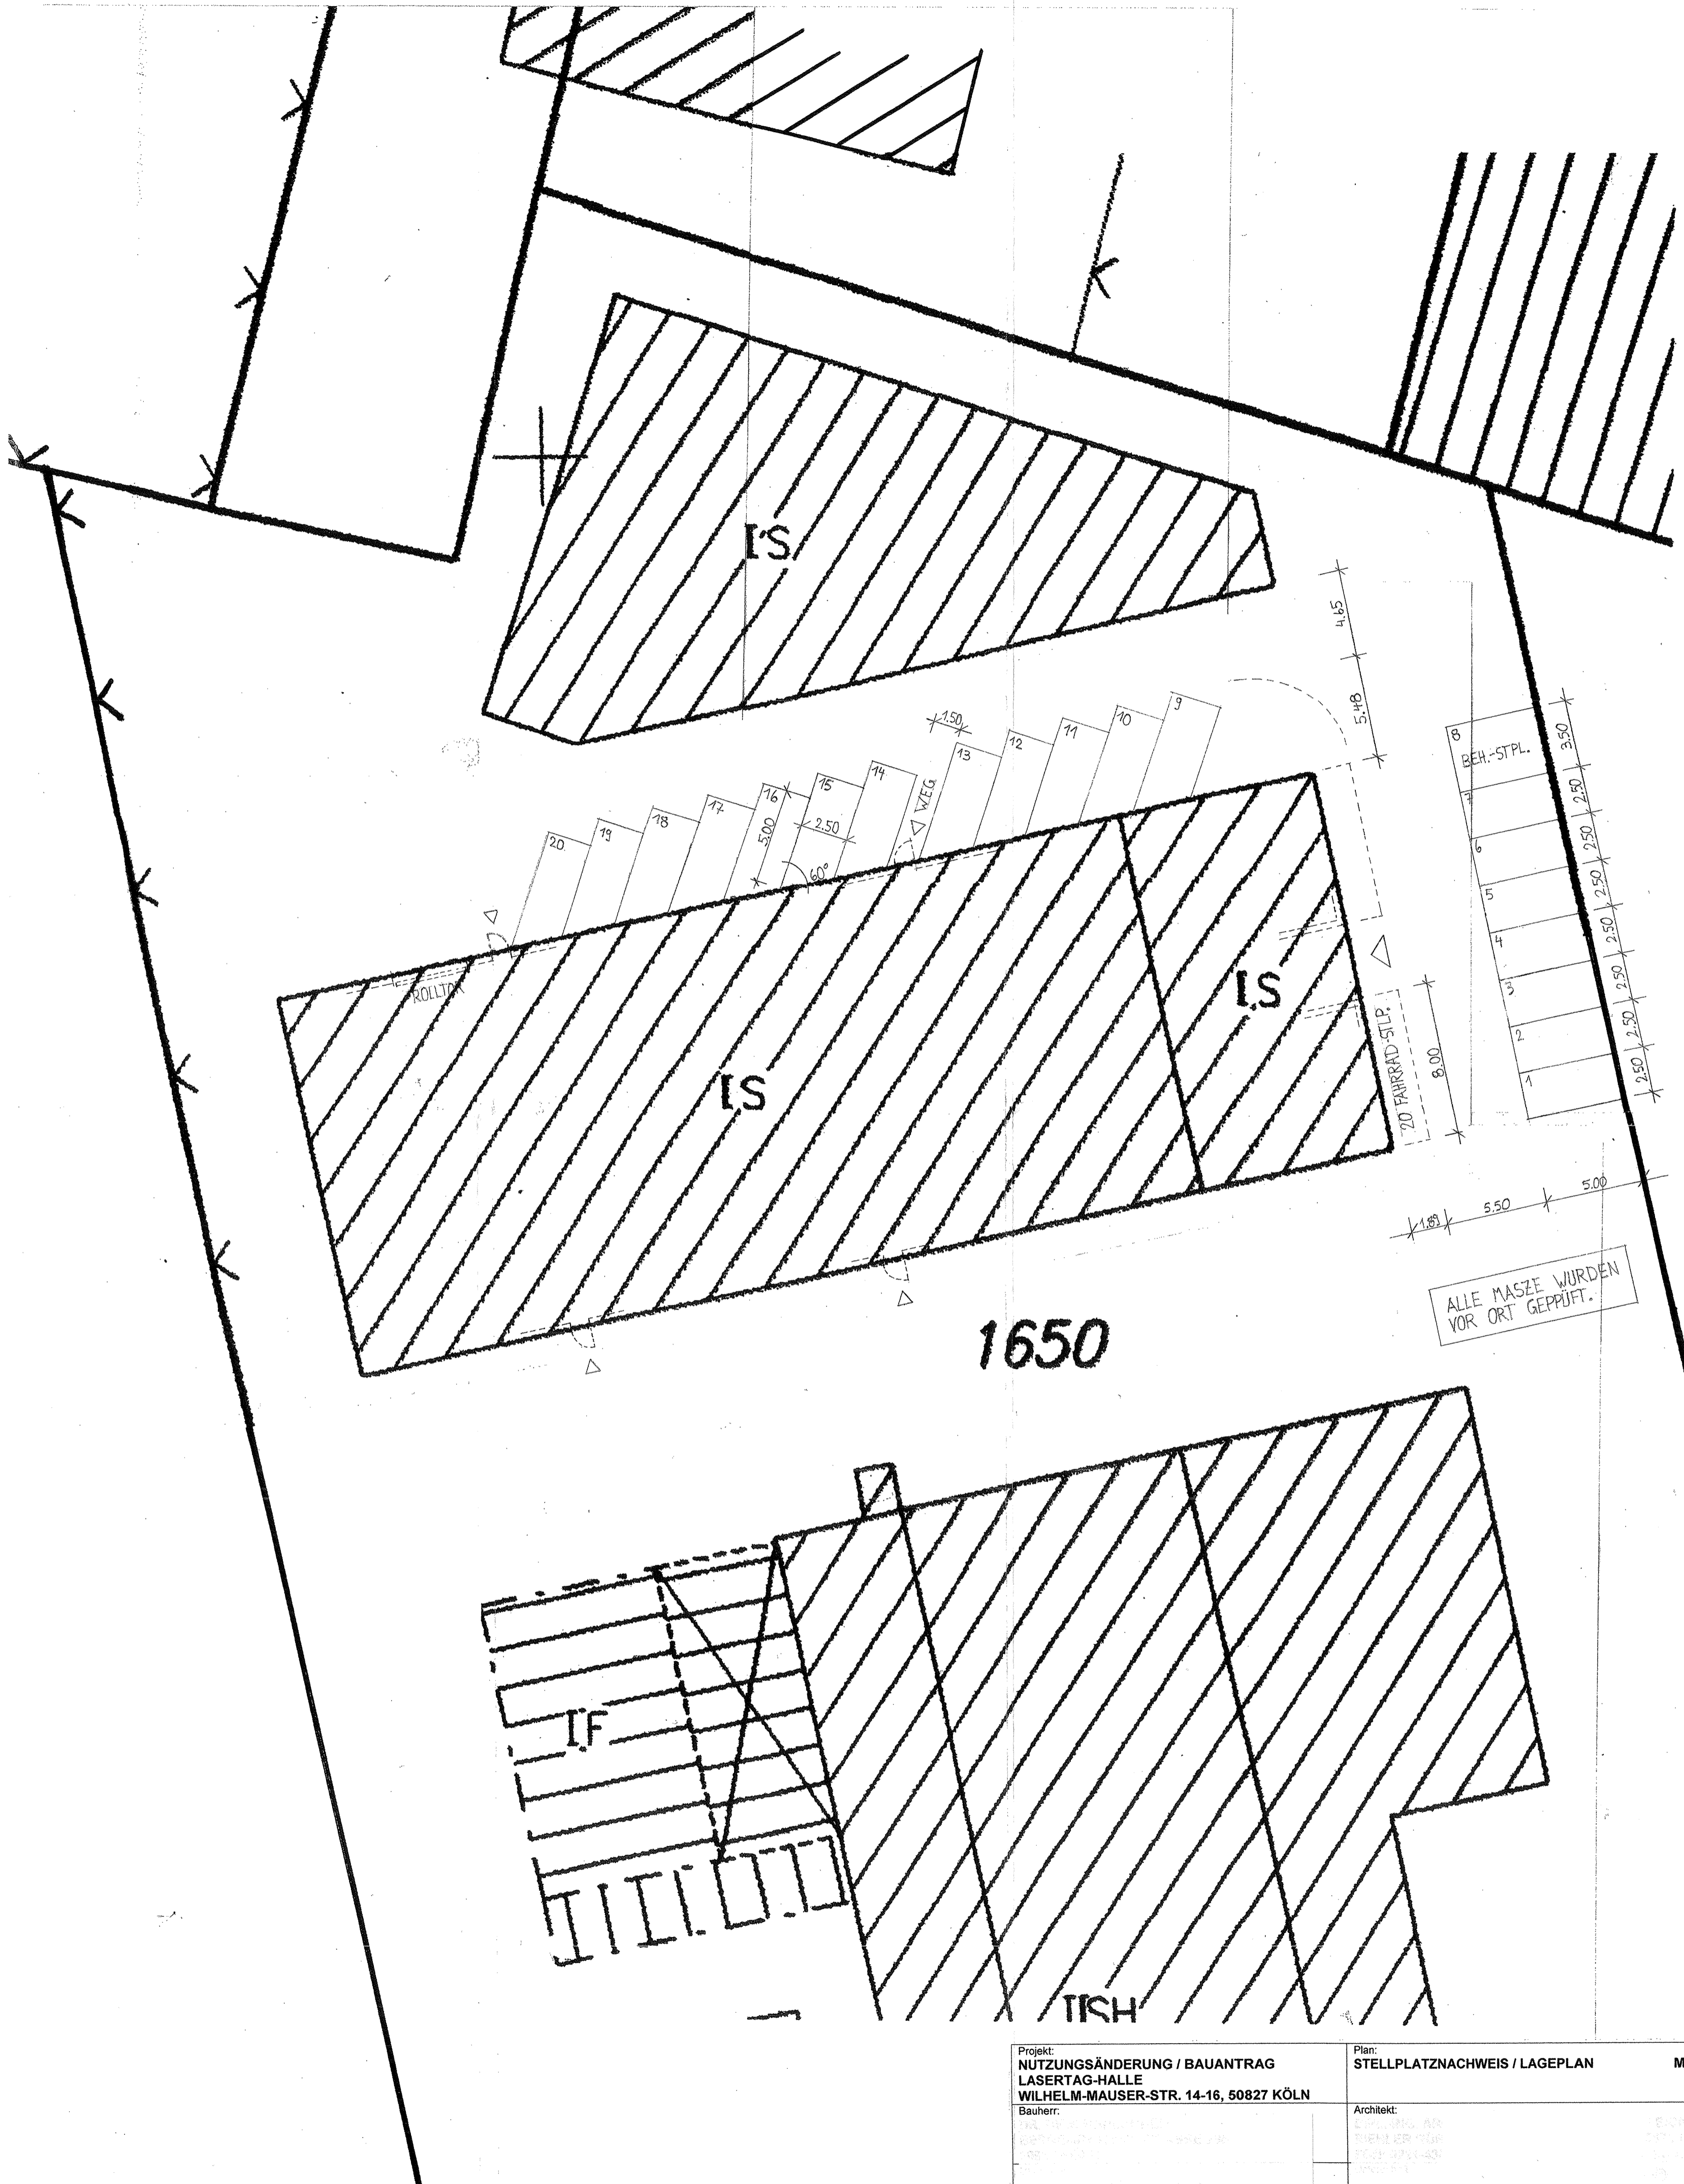 I'S
4.65
5.48
1.50
9
10
11
12
13
WEG
14
15
16
17
18
19
20
5.00
2.50
60°
ROLLTOR
8
BEH.-STPL.
7
6
5
4
3
2
1
3.50
2.50
2.50
2.50
2.50
2.50
2.50
2.50
I,S
I,S
20 FAHRRAD-STLP.
8.00
1.89
5.50
5.00
ALLE MASZE WURDEN
VOR ORT GEPPÜFT.
1650
I,F
IISH
Projekt:
NUTZUNGSÄNDERUNG / BAUANTRAG
LASERTAG-HALLE
WILHELM-MAUSER-STR. 14-16, 50827 KÖLN
Plan:
STELLPLATZNACHWEIS / LAGEPLAN M
Bauherr:
Architekt: